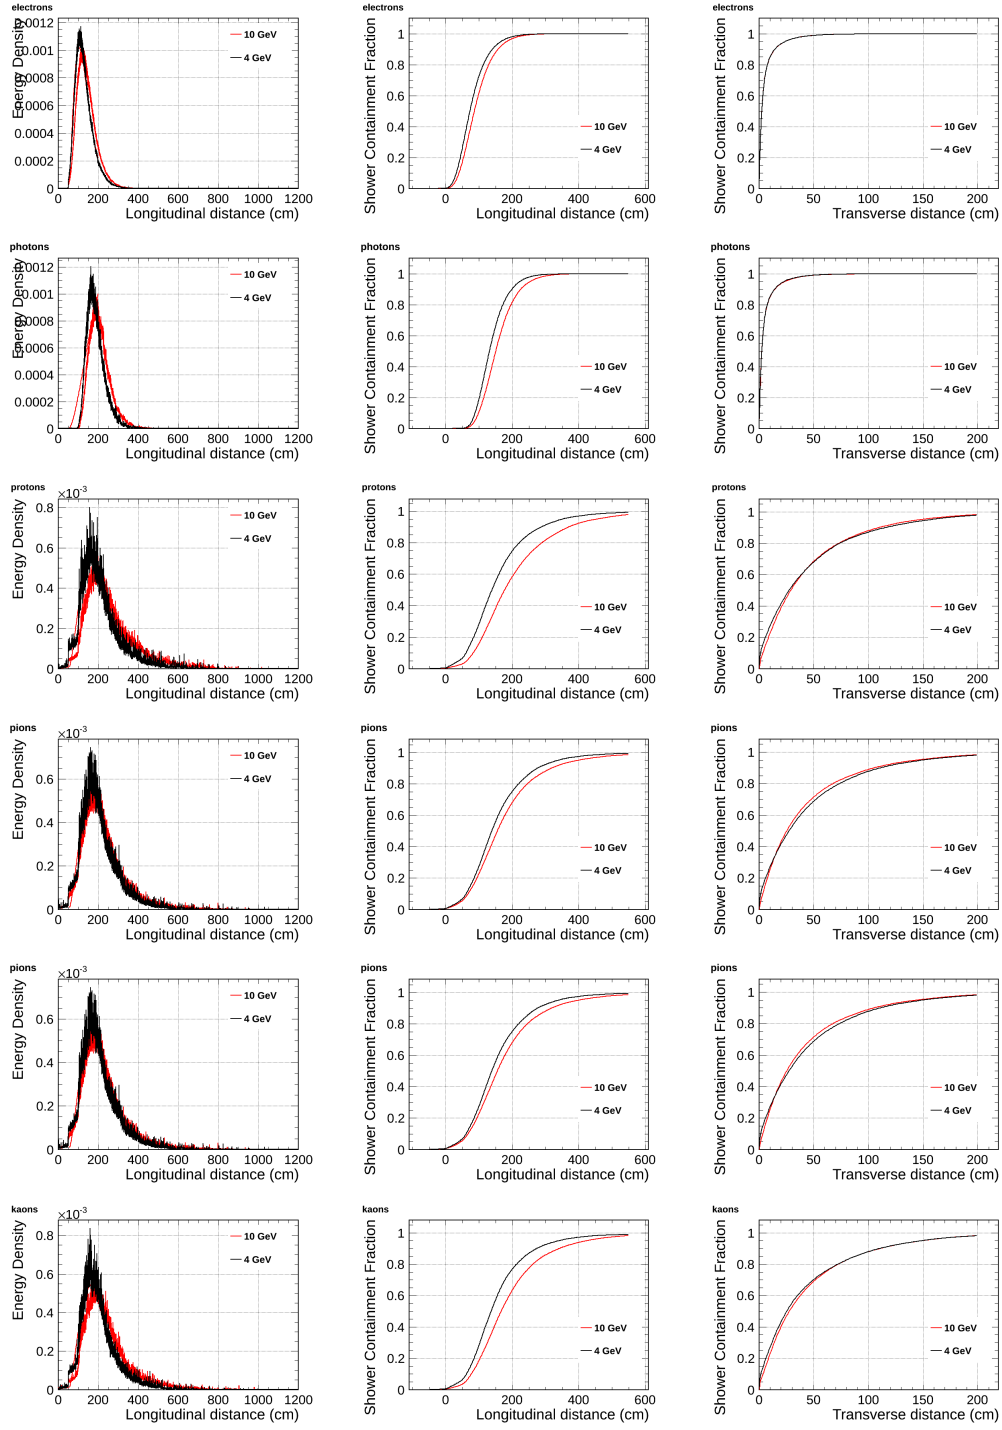 electrons
Energy Density
0.0012
0.001
0.0008
0.0006
0.0004
0.0002
0
10 GeV
4 GeV
0 200 400 600 800 1000 1200
Longitudinal distance (cm)
electrons
Shower Containment Fraction
1
0.8
0.6
0.4
0.2
0
10 GeV
4 GeV
0 200 400 600
Longitudinal distance (cm)
electrons
Shower Containment Fraction
1
0.8
0.6
0.4
0.2
0
10 GeV
4 GeV
0 50 100 150 200
Transverse distance (cm)
photons
Energy Density
0.0012
0.001
0.0008
0.0006
0.0004
0.0002
0
10 GeV
4 GeV
0 200 400 600 800 1000 1200
Longitudinal distance (cm)
photons
Shower Containment Fraction
1
0.8
0.6
0.4
0.2
0
10 GeV
4 GeV
0 200 400 600
Longitudinal distance (cm)
photons
Shower Containment Fraction
1
0.8
0.6
0.4
0.2
0
10 GeV
4 GeV
0 50 100 150 200
Transverse distance (cm)
protons
×10⁻³
Energy Density
0.8
0.6
0.4
0.2
0
10 GeV
4 GeV
0 200 400 600 800 1000 1200
Longitudinal distance (cm)
protons
Shower Containment Fraction
1
0.8
0.6
0.4
0.2
0
10 GeV
4 GeV
0 200 400 600
Longitudinal distance (cm)
protons
Shower Containment Fraction
1
0.8
0.6
0.4
0.2
0
10 GeV
4 GeV
0 50 100 150 200
Transverse distance (cm)
pions
×10⁻³
Energy Density
0.6
0.4
0.2
0
10 GeV
4 GeV
0 200 400 600 800 1000 1200
Longitudinal distance (cm)
pions
Shower Containment Fraction
1
0.8
0.6
0.4
0.2
0
10 GeV
4 GeV
0 200 400 600
Longitudinal distance (cm)
pions
Shower Containment Fraction
1
0.8
0.6
0.4
0.2
0
10 GeV
4 GeV
0 50 100 150 200
Transverse distance (cm)
pions
×10⁻³
Energy Density
0.6
0.4
0.2
0
10 GeV
4 GeV
0 200 400 600 800 1000 1200
Longitudinal distance (cm)
pions
Shower Containment Fraction
1
0.8
0.6
0.4
0.2
0
10 GeV
4 GeV
0 200 400 600
Longitudinal distance (cm)
pions
Shower Containment Fraction
1
0.8
0.6
0.4
0.2
0
10 GeV
4 GeV
0 50 100 150 200
Transverse distance (cm)
kaons
×10⁻³
Energy Density
0.8
0.6
0.4
0.2
0
10 GeV
4 GeV
0 200 400 600 800 1000 1200
Longitudinal distance (cm)
kaons
Shower Containment Fraction
1
0.8
0.6
0.4
0.2
0
10 GeV
4 GeV
0 200 400 600
Longitudinal distance (cm)
kaons
Shower Containment Fraction
1
0.8
0.6
0.4
0.2
0
10 GeV
4 GeV
0 50 100 150 200
Transverse distance (cm)